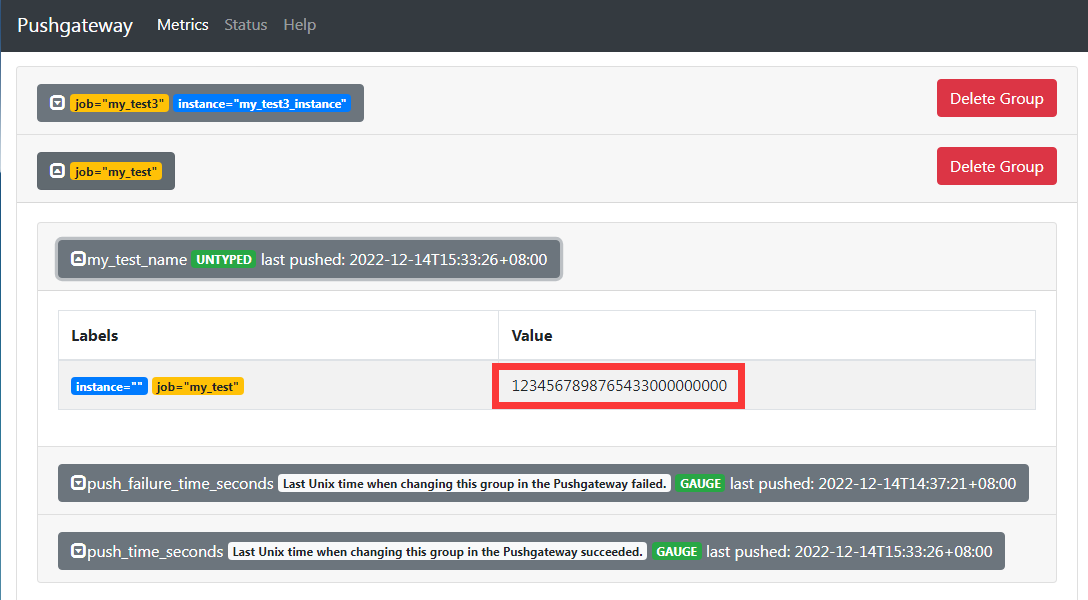 Pushgateway Metrics Status Help
job="my_test3" instance="my_test3_instance" Delete Group
job="my_test" Delete Group
my_test_name UNTYPED last pushed: 2022-12-14T15:33:26+08:00
Labels Value
instance="" job="my_test" 1234567898765433000000000
push_failure_time_seconds Last Unix time when changing this group in the Pushgateway failed. GAUGE last pushed: 2022-12-14T14:37:21+08:00
push_time_seconds Last Unix time when changing this group in the Pushgateway succeeded. GAUGE last pushed: 2022-12-14T15:33:26+08:00